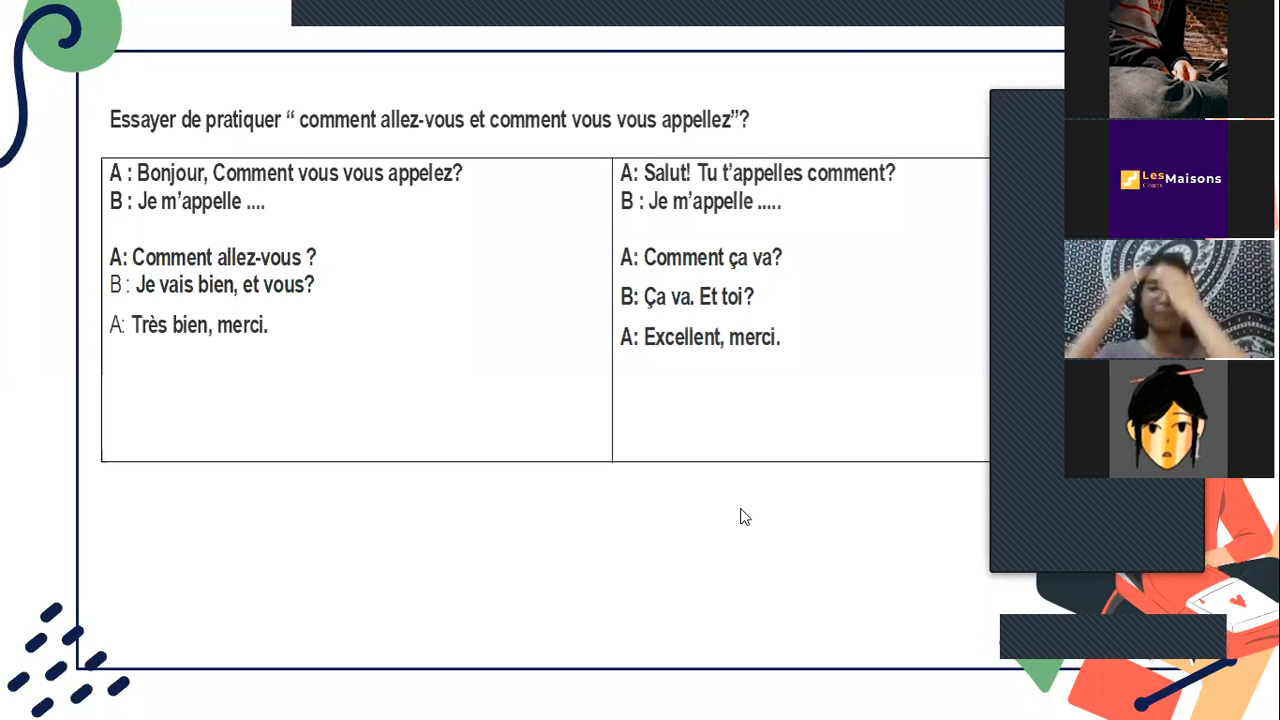 Essayer de pratiquer “ comment allez-vous et comment vous vous appellez”?
A : Bonjour, Comment vous vous appelez?
B : Je m’appelle ....
A: Comment allez-vous ?
B : Je vais bien, et vous?
A: Très bien, merci.
A: Salut! Tu t’appelles comment?
B : Je m’appelle .....
A: Comment ça va?
B: Ça va. Et toi?
A: Excellent, merci.
Les Maisons
Cours